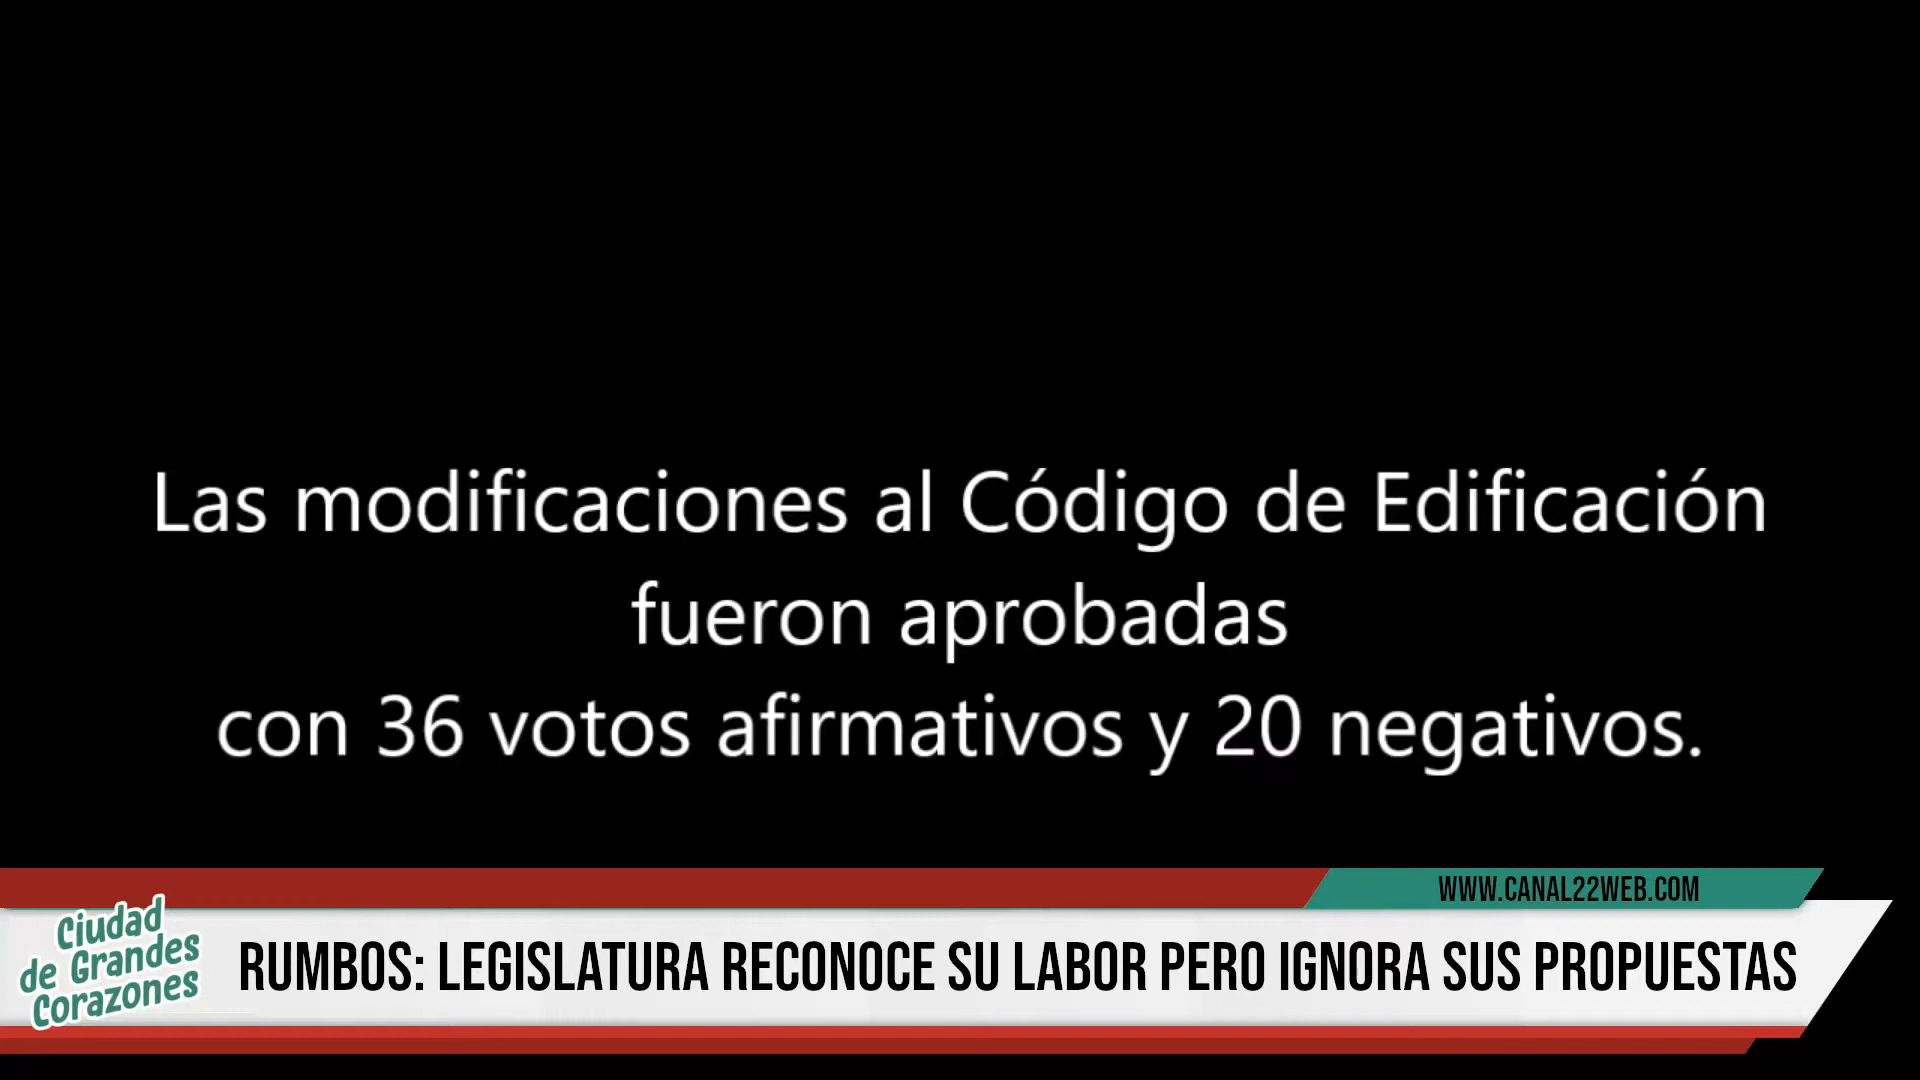 Las modificaciones al Código de Edificación
fueron aprobadas
con 36 votos afirmativos y 20 negativos.
WWW.CANAL22WEB.COM
Ciudad
de Grandes
Corazones
RUMBOS: LEGISLATURA RECONOCE SU LABOR PERO IGNORA SUS PROPUESTAS